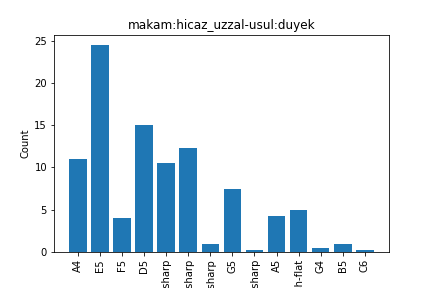 makam:hicaz_uzzal-usul:duyek
25
20
15
10
5
0
Count
A4
E5
F5
D5
sharp
sharp
sharp
G5
sharp
A5
h-flat
G4
B5
C6